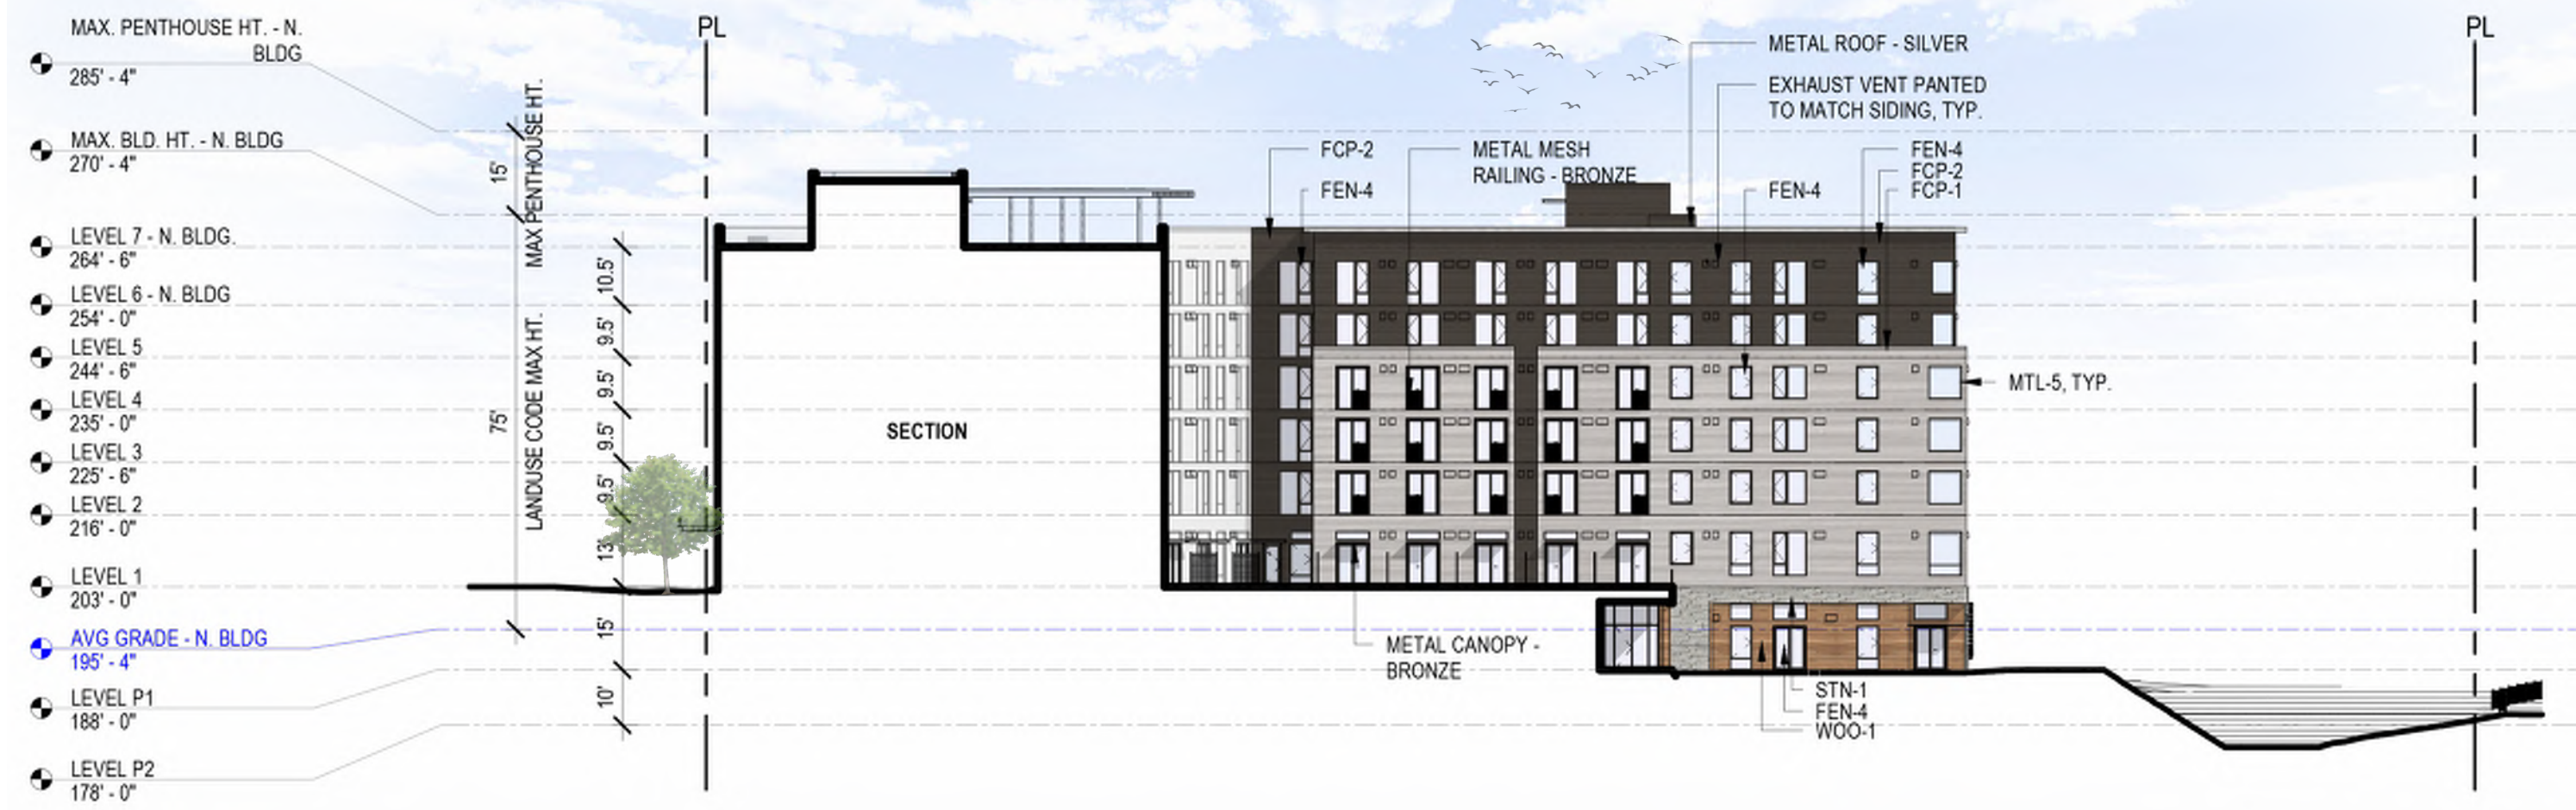 MAX. PENTHOUSE HT. - N.
BLDG
285' - 4"
MAX. BLD. HT. - N. BLDG
270' - 4"
LEVEL 7 - N. BLDG.
264' - 6"
LEVEL 6 - N. BLDG
254' - 0"
LEVEL 5
244' - 6"
LEVEL 4
235' - 0"
LEVEL 3
225' - 6"
LEVEL 2
216' - 0"
LEVEL 1
203' - 0"
AVG GRADE - N. BLDG
195' - 4"
LEVEL P1
188' - 0"
LEVEL P2
178' - 0"
15'
MAX PENTHOUSE HT.
75'
LANDUSE CODE MAX HT.
10.5'
9.5'
9.5'
9.5'
9.5'
13'
15'
10'
PL
SECTION
FCP-2
FEN-4
METAL MESH
RAILING - BRONZE
METAL ROOF - SILVER
EXHAUST VENT PANTED
TO MATCH SIDING, TYP.
FEN-4
FEN-4
FCP-2
FCP-1
MTL-5, TYP.
METAL CANOPY -
BRONZE
STN-1
FEN-4
WOO-1
PL